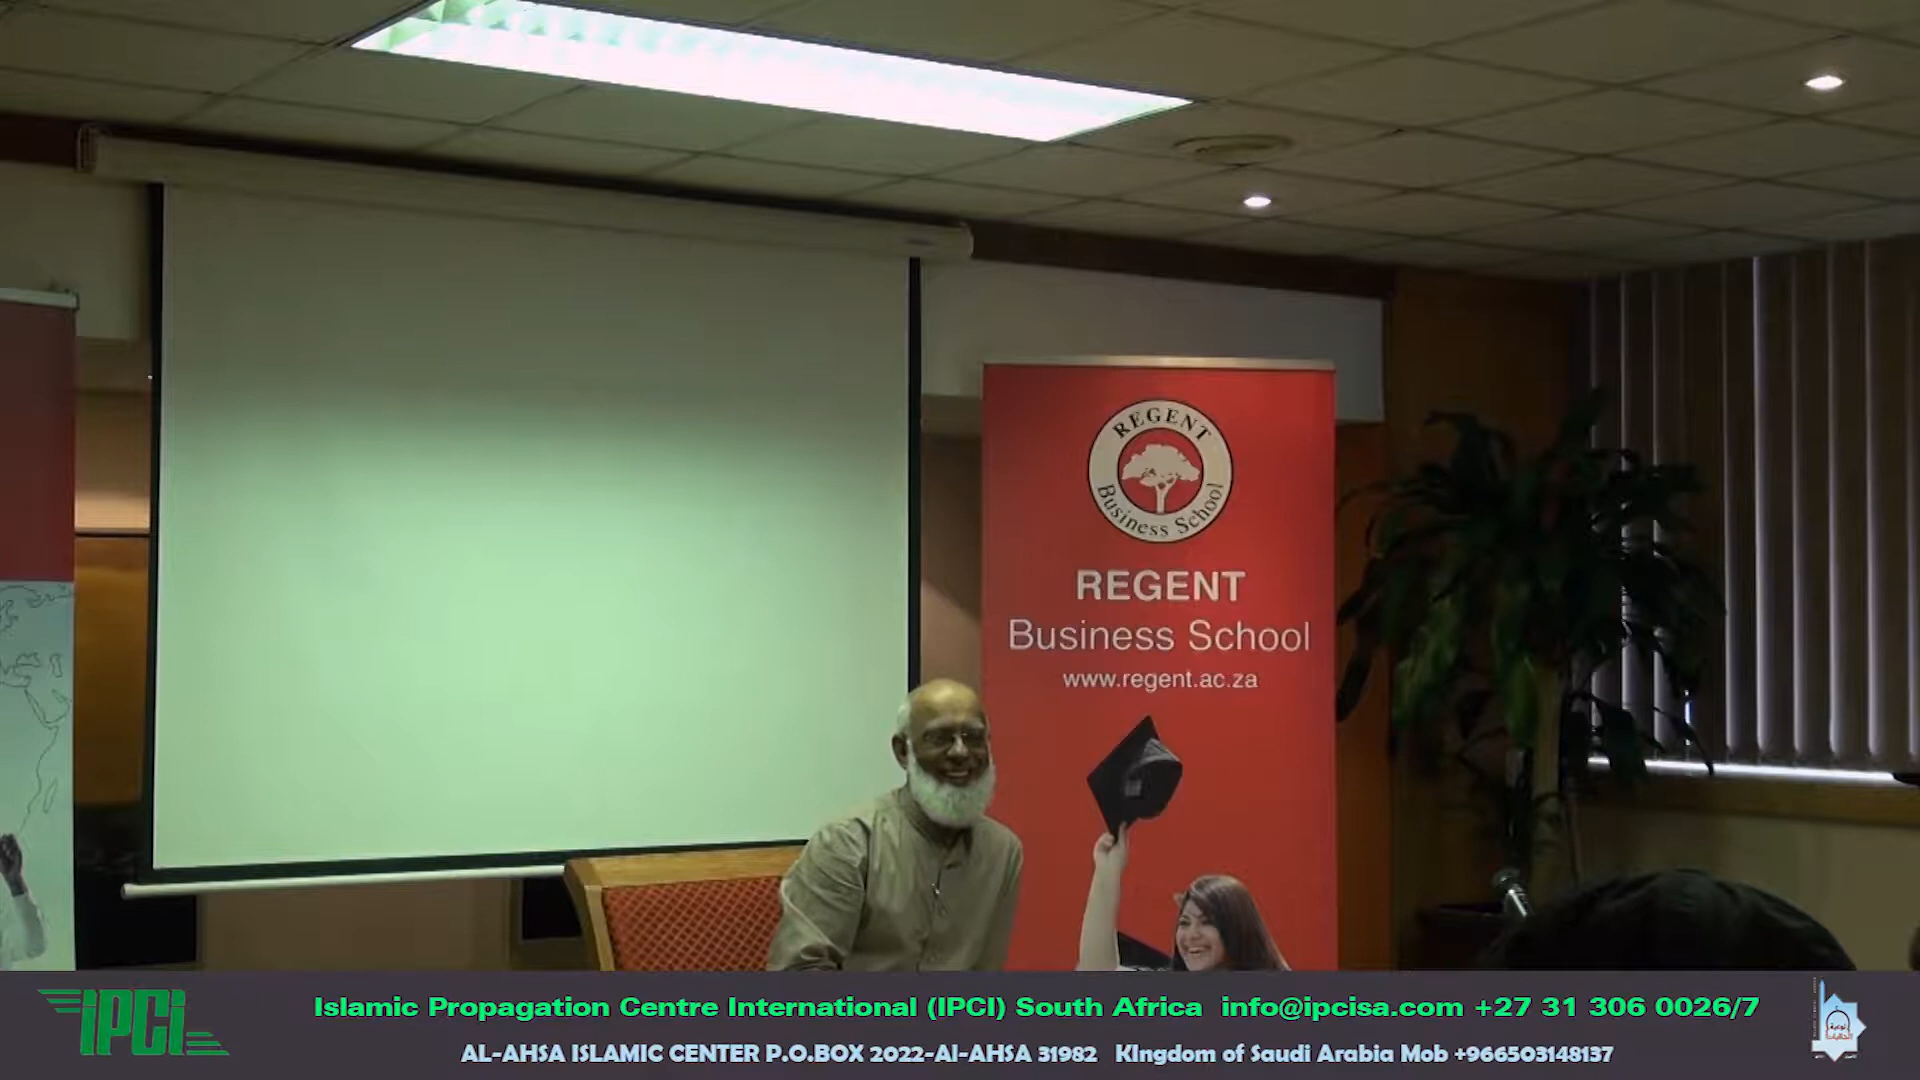 REGENT
Business School
REGENT
Business School
www.regent.ac.za
IPCI
Islamic Propagation Centre International (IPCI) South Africa info@ipcisa.com +27 31 306 0026/7
AL-AHSA ISLAMIC CENTER P.O.BOX 2022-Al-AHSA 31982 KIngdom of Saudi Arabia Mob +966503148137